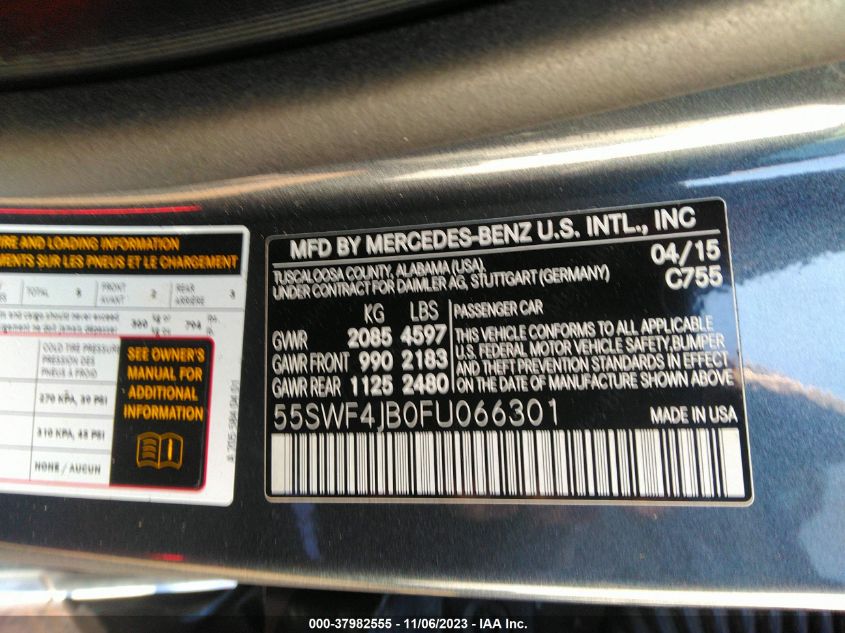 TIRE AND LOADING INFORMATION
SUR LES PNEUS ET LE CHARGEMENT
TOTAL
FRONT
AVANT
2
REAR
ARRIERE
3
COLD TIRE PRESSURE
PRESSION DES
PNEUS À FROID
270 KPA, 39 PSI
310 KPA, 45 PSI
NONE / AUCUN
SEE OWNER'S
MANUAL FOR
ADDITIONAL
INFORMATION
MFD BY MERCEDES-BENZ U.S. INTL., INC
TUSCALOOSA COUNTY, ALABAMA (USA),
UNDER CONTRACT FOR DAIMLER AG, STUTTGART (GERMANY)
04/15
C755
KG LBS
GVWR 2085 4597
GAWR FRONT 990 2183
GAWR REAR 1125 2480
PASSENGER CAR
THIS VEHICLE CONFORMS TO ALL APPLICABLE
U.S. FEDERAL MOTOR VEHICLE SAFETY, BUMPER
AND THEFT PREVENTION STANDARDS IN EFFECT
ON THE DATE OF MANUFACTURE SHOWN ABOVE
55SWF4JB0FU066301
MADE IN USA
000-37982555 - 11/06/2023 - IAA Inc.